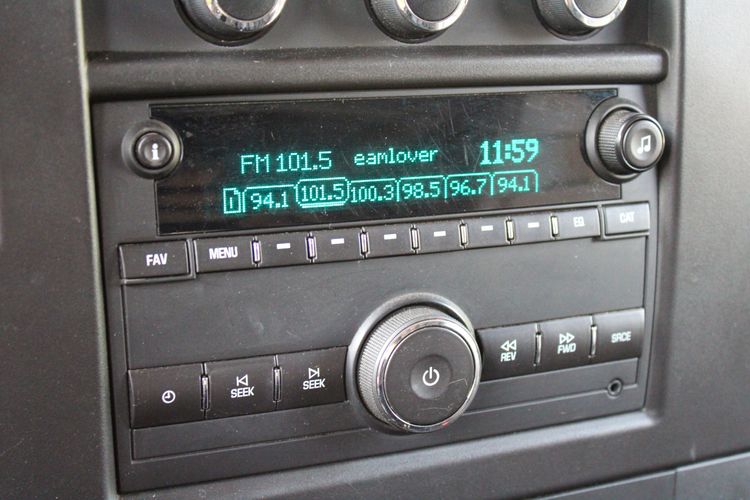 i
FM 101.5 eamlover 11:59
1 94.1 101.5 100.3 98.5 96.7 94.1
FAV MENU EQ CAT
SEEK SEEK REV FWD SRCE